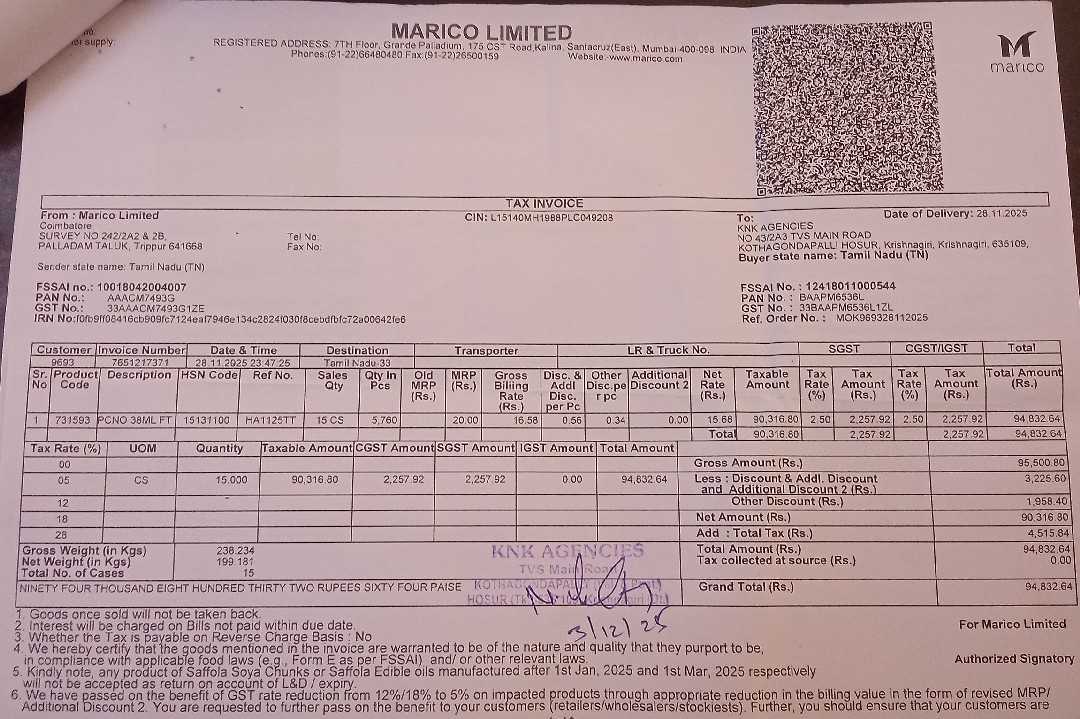 no.
for supply:
MARICO LIMITED
REGISTERED ADDRESS: 7TH Floor, Grande Palladium, 175 CST Road,Kalina, Santacruz(East), Mumbai-400-098 INDIA
Phones:(91-22)66480480 Fax:(91-22)26500159 Website:-www.marico.com
marico
TAX INVOICE
From : Marico Limited CIN: L15140MH1988PLC049208 To: Date of Delivery: 28.11.2025
Coimbatore KNK AGENCIES
SURVEY NO 242/2A2 & 2B, Tel No: NO 43/2A3 TVS MAIN ROAD
PALLADAM TALUK, Trippur 641668 Fax No: KOTHAGONDAPALLI HOSUR, Krishnagiri, Krishnagiri, 635109,
Buyer state name: Tamil Nadu (TN)
Sender state name: Tamil Nadu (TN)
FSSAI no.: 10018042004007 FSSAI No. : 12418011000544
PAN No.: AAACM7493G PAN No. : BAAPM6536L
GST No.: 33AAACM7493G1ZE GST No. : 33BAAPM6536L1ZL
IRN No:f0fb9ff08416cb909fc7124eaf7946e134c2824f030f8cebdfbfc72a00642fe6 Ref. Order No. : MOK969328112025
Customer Invoice Number Date & Time Destination Transporter LR & Truck No. SGST CGST/IGST Total
9693 7651217371 28.11.2025 23:47:25 Tamil Nadu-33
Sr. No Product Code Description HSN Code Ref No. Sales Qty Qty In Pcs Old MRP (Rs.) MRP (Rs.) Gross Billing Rate (Rs.) Disc. & Addl Disc. per Pc Other Disc.pe r pc Additional Discount 2 Net Rate (Rs.) Taxable Amount Tax Rate (%) Tax Amount (Rs.) Tax Rate (%) Tax Amount (Rs.) Total Amount (Rs.)
1 731593 PCNO 38ML FT 15131100 HA1125TT 15 CS 5,760 20.00 16.58 0.56 0.34 0.00 15.68 90,316.80 2.50 2,257.92 2.50 2,257.92 94,832.64
Total 90,316.80 2,257.92 2,257.92 94,832.64
Tax Rate (%) UOM Quantity Taxable Amount CGST Amount SGST Amount IGST Amount Total Amount
00 Gross Amount (Rs.) 95,500.80
05 CS 15.000 90,316.80 2,257.92 2,257.92 0.00 94,832.64 Less : Discount & Addl. Discount and Additional Discount 2 (Rs.) 3,225.60
12 Other Discount (Rs.) 1,958.40
18 Net Amount (Rs.) 90,316.80
28 Add : Total Tax (Rs.) 4,515.84
Gross Weight (in Kgs) 238.234 Total Amount (Rs.) 94,832.64
Net Weight (in Kgs) 199.181 Tax collected at source (Rs.) 0.00
Total No. of Cases 15
KNK AGENCIES
TVS Main Road
KOTHAGONDAPALLI
HOSUR
3/12/25
NINETY FOUR THOUSAND EIGHT HUNDRED THIRTY TWO RUPEES SIXTY FOUR PAISE Grand Total (Rs.) 94,832.64
1. Goods once sold will not be taken back.
2. Interest will be charged on Bills not paid within due date. For Marico Limited
3. Whether the Tax is payable on Reverse Charge Basis : No
4. We hereby certify that the goods mentioned in the invoice are warranted to be of the nature and quality that they purport to be,
in compliance with applicable food laws (e.g., Form E as per FSSAI) and/ or other relevant laws. Authorized Signatory
5. Kindly note, any product of Saffola Soya Chunks or Saffola Edible oils manufactured after 1st Jan, 2025 and 1st Mar, 2025 respectively
will not be accepted as return on account of L&D / expiry.
6. We have passed on the benefit of GST rate reduction from 12%/18% to 5% on impacted products through appropriate reduction in the billing value in the form of revised MRP/
Additional Discount 2. You are requested to further pass on the benefit to your customers (retailers/wholesalers/stockiests). Further, you should ensure that your customers are